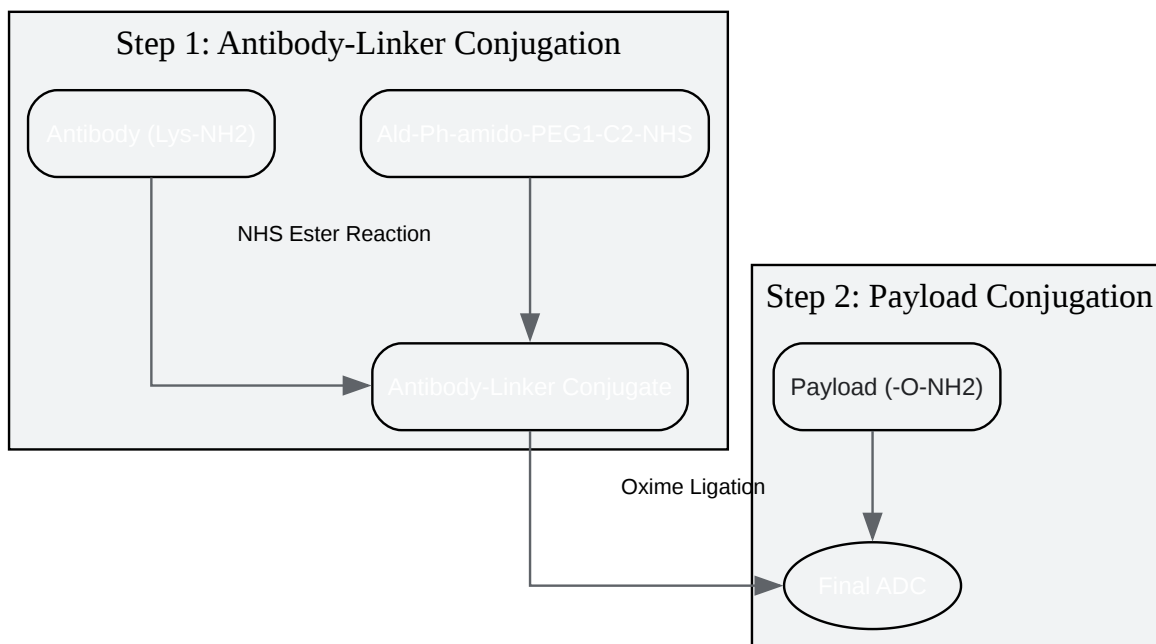 Step 1: Antibody-Linker Conjugation
Antibody (Lys-NH2)
Ald-Ph-amido-PEG1-C2-NHS
NHS Ester Reaction
Antibody-Linker Conjugate
Step 2: Payload Conjugation
Payload (-O-NH2)
Oxime Ligation
Final ADC